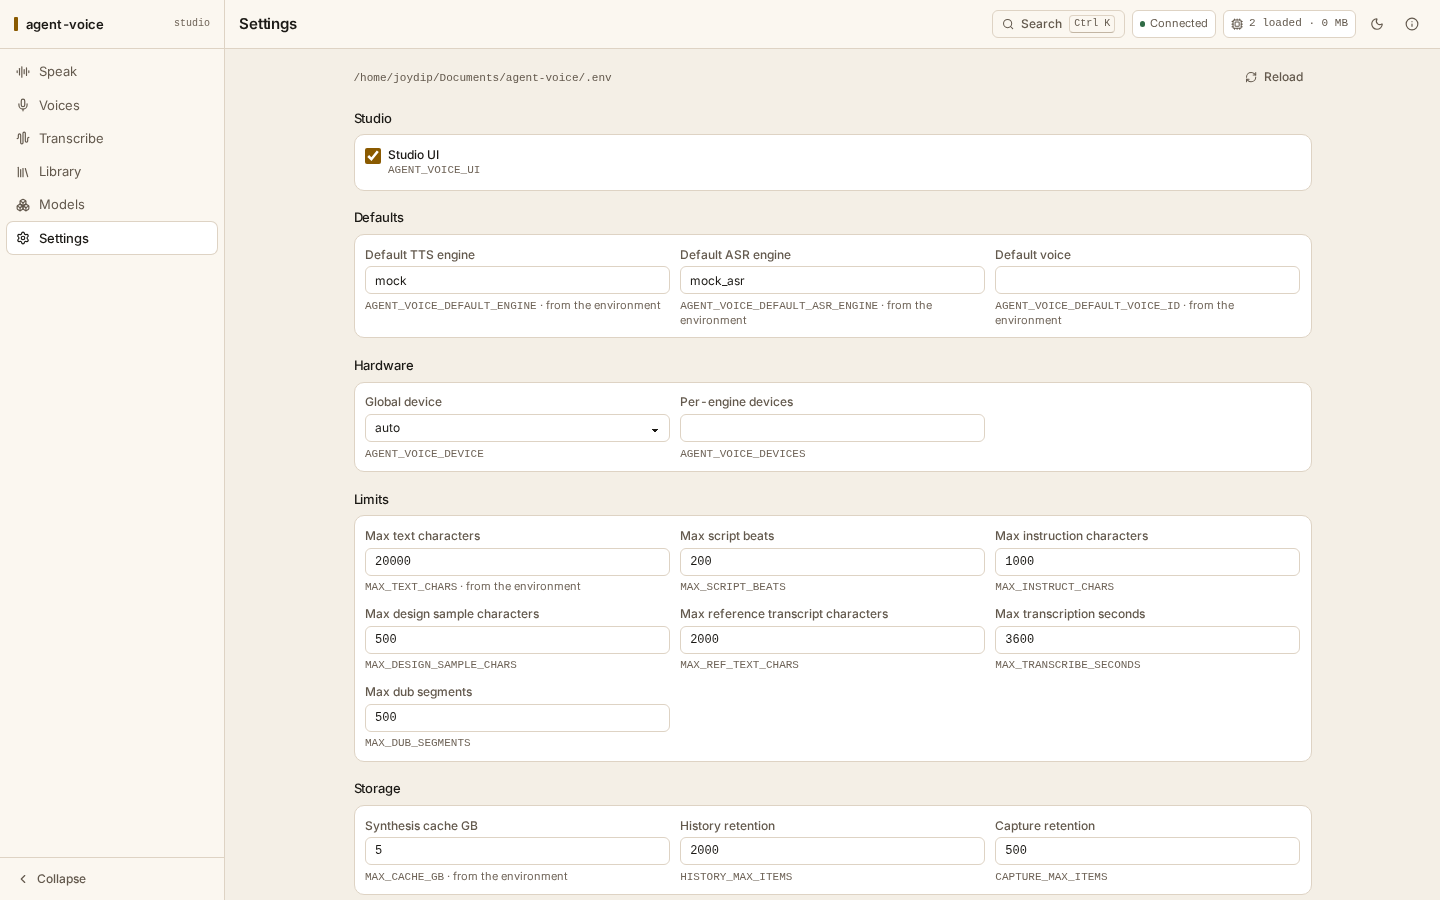 agent-voice
studio
Settings
Search
Ctrl K
Connected
2 loaded · 0 MB
Speak
Voices
Transcribe
Library
Models
Settings
Collapse
/home/joydip/Documents/agent-voice/.env
Reload
Studio
Studio UI
AGENT_VOICE_UI
Defaults
Default TTS engine
Default ASR engine
Default voice
mock
mock_asr
AGENT_VOICE_DEFAULT_ENGINE · from the environment
AGENT_VOICE_DEFAULT_ASR_ENGINE · from the
environment
AGENT_VOICE_DEFAULT_VOICE_ID · from the
environment
Hardware
Global device
Per-engine devices
auto
AGENT_VOICE_DEVICE
AGENT_VOICE_DEVICES
Limits
Max text characters
Max script beats
Max instruction characters
20000
200
1000
MAX_TEXT_CHARS · from the environment
MAX_SCRIPT_BEATS
MAX_INSTRUCT_CHARS
Max design sample characters
Max reference transcript characters
Max transcription seconds
500
2000
3600
MAX_DESIGN_SAMPLE_CHARS
MAX_REF_TEXT_CHARS
MAX_TRANSCRIBE_SECONDS
Max dub segments
500
MAX_DUB_SEGMENTS
Storage
Synthesis cache GB
History retention
Capture retention
5
2000
500
MAX_CACHE_GB · from the environment
HISTORY_MAX_ITEMS
CAPTURE_MAX_ITEMS